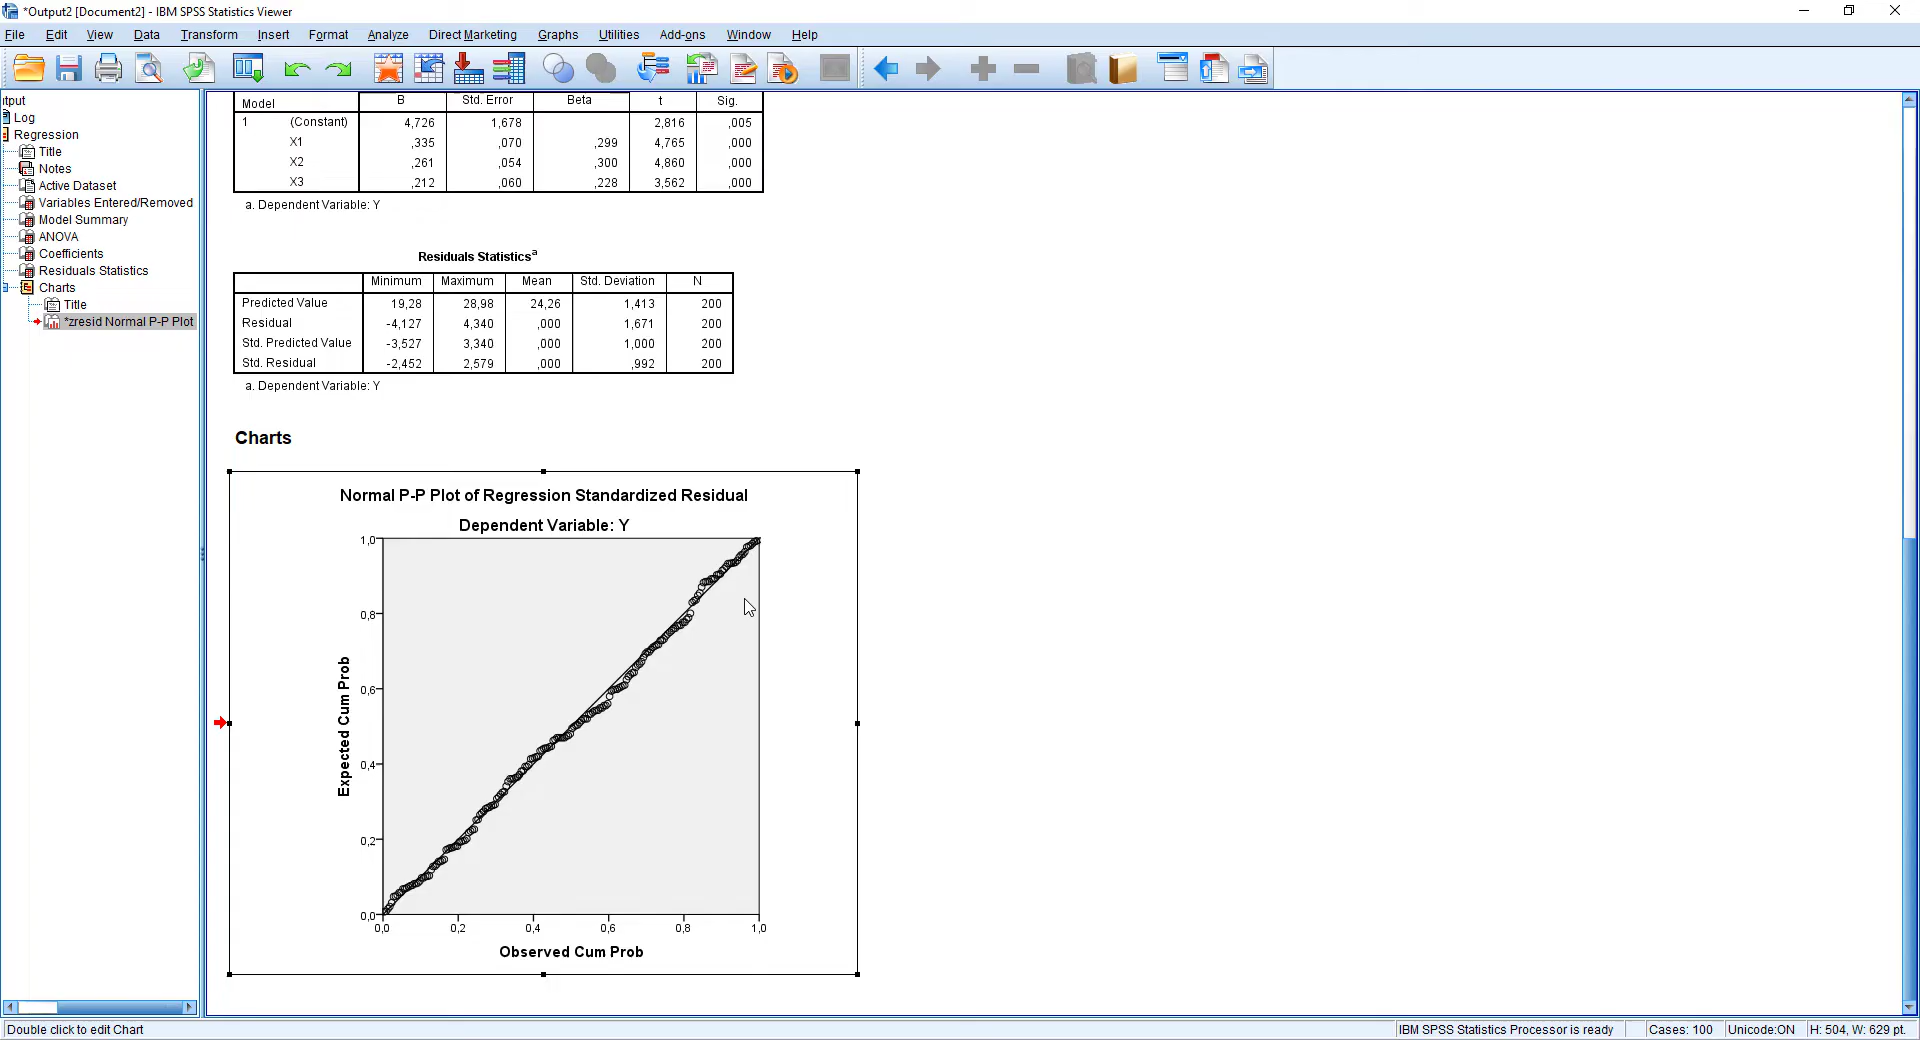 *Output2 [Document2] - IBM SPSS Statistics Viewer
File Edit View Data Transform Insert Format Analyze Direct Marketing Graphs Utilities Add-ons Window Help
tput
Log
Regression
Title
Notes
Active Dataset
Variables Entered/Removed
Model Summary
ANOVA
Coefficients
Residuals Statistics
Charts
Title
*zresid Normal P-P Plot
Model B Std. Error Beta t Sig.
1 (Constant) 4,726 1,678 2,816 ,005
X1 ,335 ,070 ,299 4,765 ,000
X2 ,261 ,054 ,300 4,860 ,000
X3 ,212 ,060 ,228 3,562 ,000
a. Dependent Variable: Y
Residuals Statisticsa
Minimum Maximum Mean Std. Deviation N
Predicted Value 19,28 28,98 24,26 1,413 200
Residual -4,127 4,340 ,000 1,671 200
Std. Predicted Value -3,527 3,340 ,000 1,000 200
Std. Residual -2,452 2,579 ,000 ,992 200
a. Dependent Variable: Y
Charts
Normal P-P Plot of Regression Standardized Residual
Dependent Variable: Y
1,0
0,8
0,6
0,4
0,2
0,0
Expected Cum Prob
0,0 0,2 0,4 0,6 0,8 1,0
Observed Cum Prob
Double click to edit Chart
IBM SPSS Statistics Processor is ready Cases: 100 Unicode:ON H: 504, W: 629 pt.